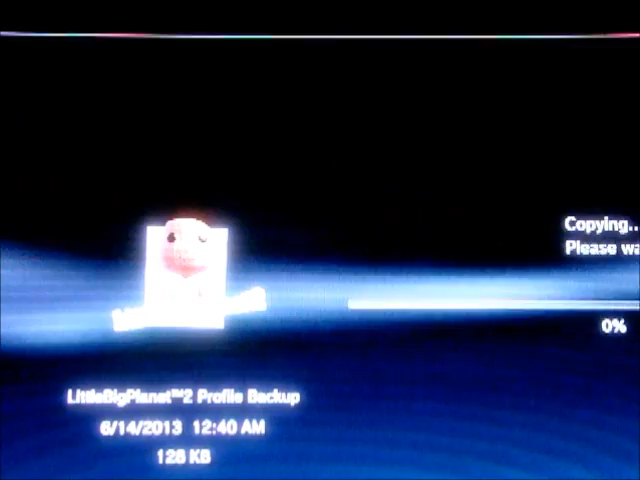 Copying..
Please wa
0%
LittleBigPlanet™2 Profile Backup
6/14/2013 12:40 AM
128 KB